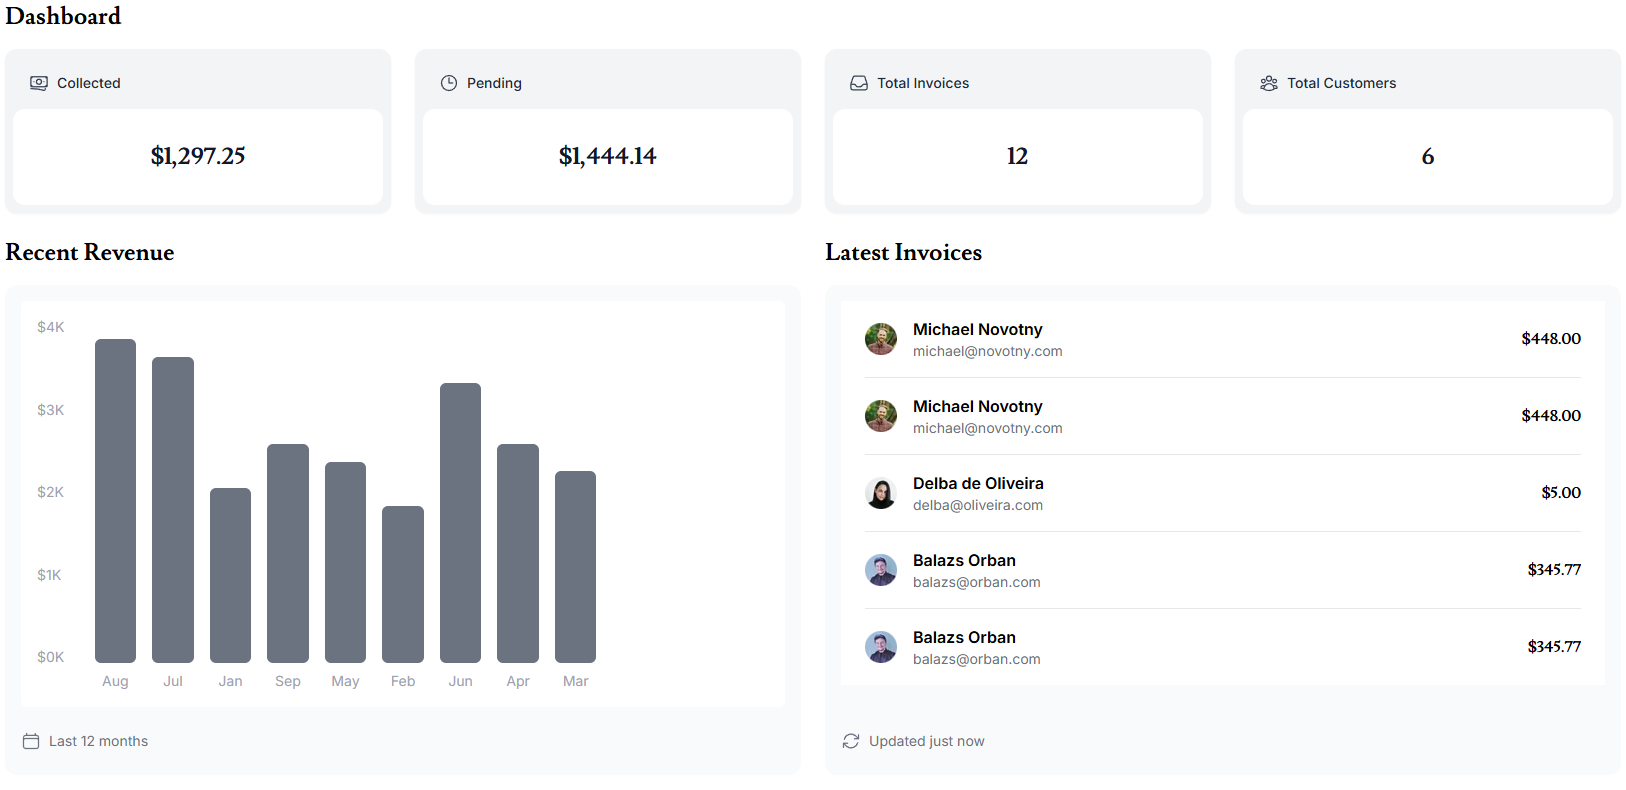 Dashboard
Collected
$1,297.25
Pending
$1,444.14
Total Invoices
12
Total Customers
6
Recent Revenue
$4K
$3K
$2K
$1K
$0K
Aug Jul Jan Sep May Feb Jun Apr Mar
Last 12 months
Latest Invoices
Michael Novotny
michael@novotny.com
$448.00
Michael Novotny
michael@novotny.com
$448.00
Delba de Oliveira
delba@oliveira.com
$5.00
Balazs Orban
balazs@orban.com
$345.77
Balazs Orban
balazs@orban.com
$345.77
Updated just now